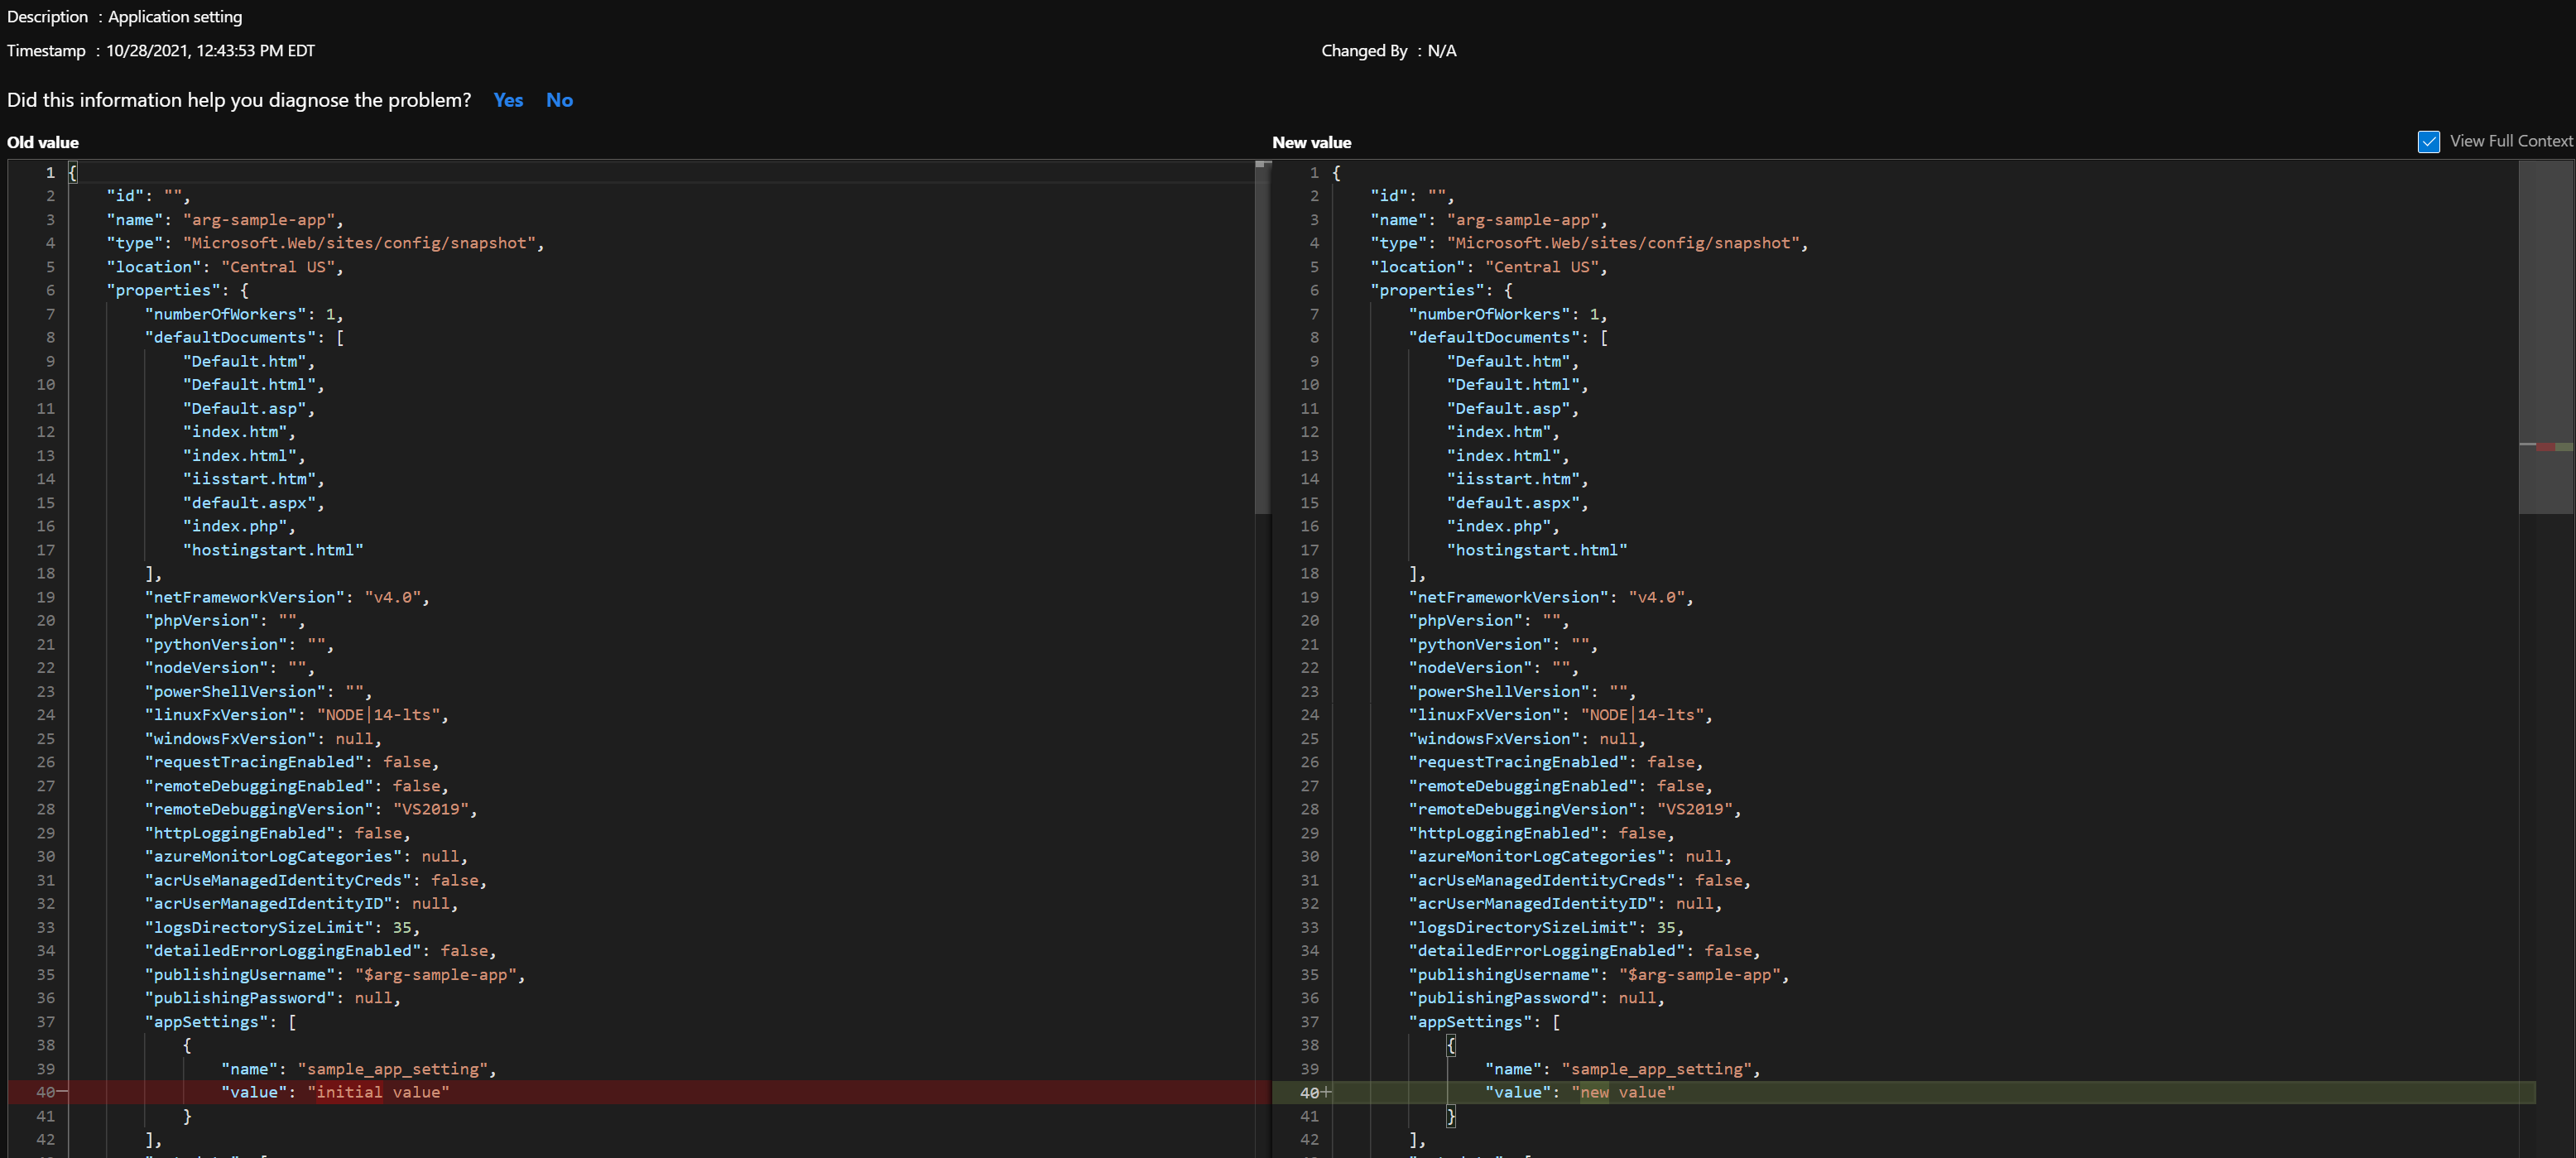 Description : Application setting
Timestamp : 10/28/2021, 12:43:53 PM EDT
Changed By : N/A
Did this information help you diagnose the problem? Yes No
Old value
1 {
2 "id": "",
3 "name": "arg-sample-app",
4 "type": "Microsoft.Web/sites/config/snapshot",
5 "location": "Central US",
6 "properties": {
7 "numberOfWorkers": 1,
8 "defaultDocuments": [
9 "Default.htm",
10 "Default.html",
11 "Default.asp",
12 "index.htm",
13 "index.html",
14 "iisstart.htm",
15 "default.aspx",
16 "index.php",
17 "hostingstart.html"
18 ],
19 "netFrameworkVersion": "v4.0",
20 "phpVersion": "",
21 "pythonVersion": "",
22 "nodeVersion": "",
23 "powerShellVersion": "",
24 "linuxFxVersion": "NODE|14-lts",
25 "windowsFxVersion": null,
26 "requestTracingEnabled": false,
27 "remoteDebuggingEnabled": false,
28 "remoteDebuggingVersion": "VS2019",
29 "httpLoggingEnabled": false,
30 "azureMonitorLogCategories": null,
31 "acrUseManagedIdentityCreds": false,
32 "acrUserManagedIdentityID": null,
33 "logsDirectorySizeLimit": 35,
34 "detailedErrorLoggingEnabled": false,
35 "publishingUsername": "$arg-sample-app",
36 "publishingPassword": null,
37 "appSettings": [
38 {
39 "name": "sample_app_setting",
40− "value": "initial value"
41 }
42 ],
New value
View Full Context
1 {
2 "id": "",
3 "name": "arg-sample-app",
4 "type": "Microsoft.Web/sites/config/snapshot",
5 "location": "Central US",
6 "properties": {
7 "numberOfWorkers": 1,
8 "defaultDocuments": [
9 "Default.htm",
10 "Default.html",
11 "Default.asp",
12 "index.htm",
13 "index.html",
14 "iisstart.htm",
15 "default.aspx",
16 "index.php",
17 "hostingstart.html"
18 ],
19 "netFrameworkVersion": "v4.0",
20 "phpVersion": "",
21 "pythonVersion": "",
22 "nodeVersion": "",
23 "powerShellVersion": "",
24 "linuxFxVersion": "NODE|14-lts",
25 "windowsFxVersion": null,
26 "requestTracingEnabled": false,
27 "remoteDebuggingEnabled": false,
28 "remoteDebuggingVersion": "VS2019",
29 "httpLoggingEnabled": false,
30 "azureMonitorLogCategories": null,
31 "acrUseManagedIdentityCreds": false,
32 "acrUserManagedIdentityID": null,
33 "logsDirectorySizeLimit": 35,
34 "detailedErrorLoggingEnabled": false,
35 "publishingUsername": "$arg-sample-app",
36 "publishingPassword": null,
37 "appSettings": [
38 {
39 "name": "sample_app_setting",
40+ "value": "new value"
41 }
42 ],